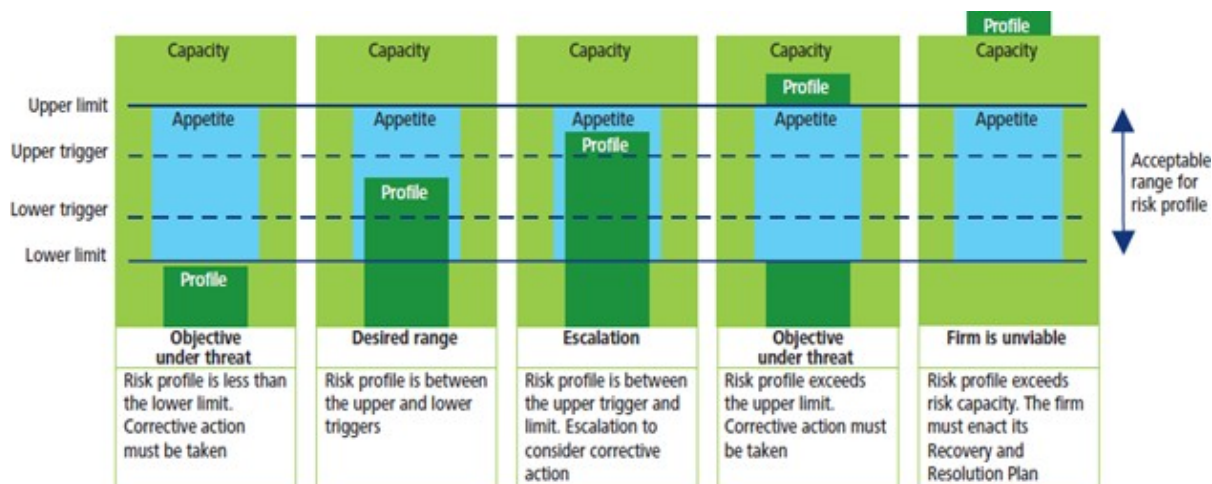 Profile
Capacity
Capacity
Capacity
Capacity
Capacity
Profile
Upper limit
Appetite
Appetite
Appetite
Appetite
Appetite
Upper trigger
Profile
Acceptable
range for
risk profile
Profile
Lower trigger
Lower limit
Profile
Objective
under threat
Risk profile is less than
the lower limit.
Corrective action
must be taken
Desired range
Risk profile is between
the upper and lower
triggers
Escalation
Risk profile is between
the upper trigger and
limit. Escalation to
consider corrective
action
Objective
under threat
Risk profile exceeds
the upper limit.
Corrective action must
be taken
Firm is unviable
Risk profile exceeds
risk capacity. The firm
must enact its
Recovery and
Resolution Plan